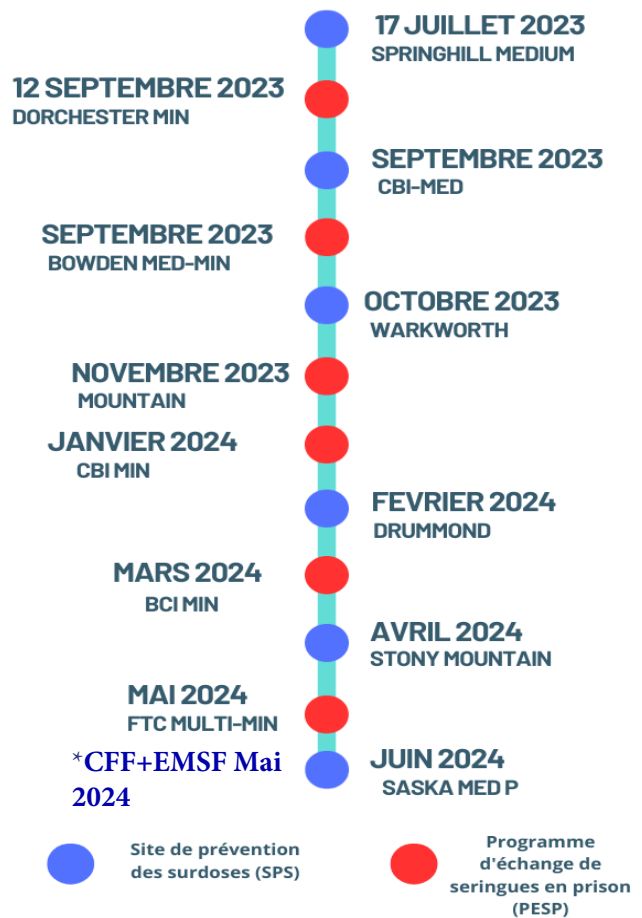 17 JUILLET 2023
SPRINGHILL MEDIUM
12 SEPTEMBRE 2023
DORCHESTER MIN
SEPTEMBRE 2023
CBI-MED
SEPTEMBRE 2023
BOWDEN MED-MIN
OCTOBRE 2023
WARKWORTH
NOVEMBRE 2023
MOUNTAIN
JANVIER 2024
CBI MIN
FEVRIER 2024
DRUMMOND
MARS 2024
BCI MIN
AVRIL 2024
STONY MOUNTAIN
MAI 2024
FTC MULTI-MIN
*CFF+EMSF Mai
2024
JUIN 2024
SASKA MED P
Site de prévention
des surdoses (SPS)
Programme
d'échange de
seringues en prison
(PESP)